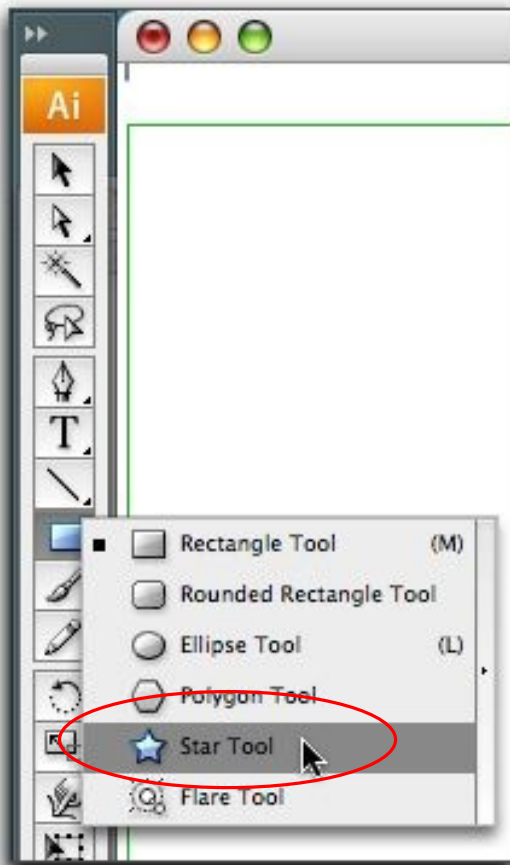 Ai
T
Rectangle Tool (M)
Rounded Rectangle Tool
Ellipse Tool (L)
Polygon Tool
Star Tool
Flare Tool